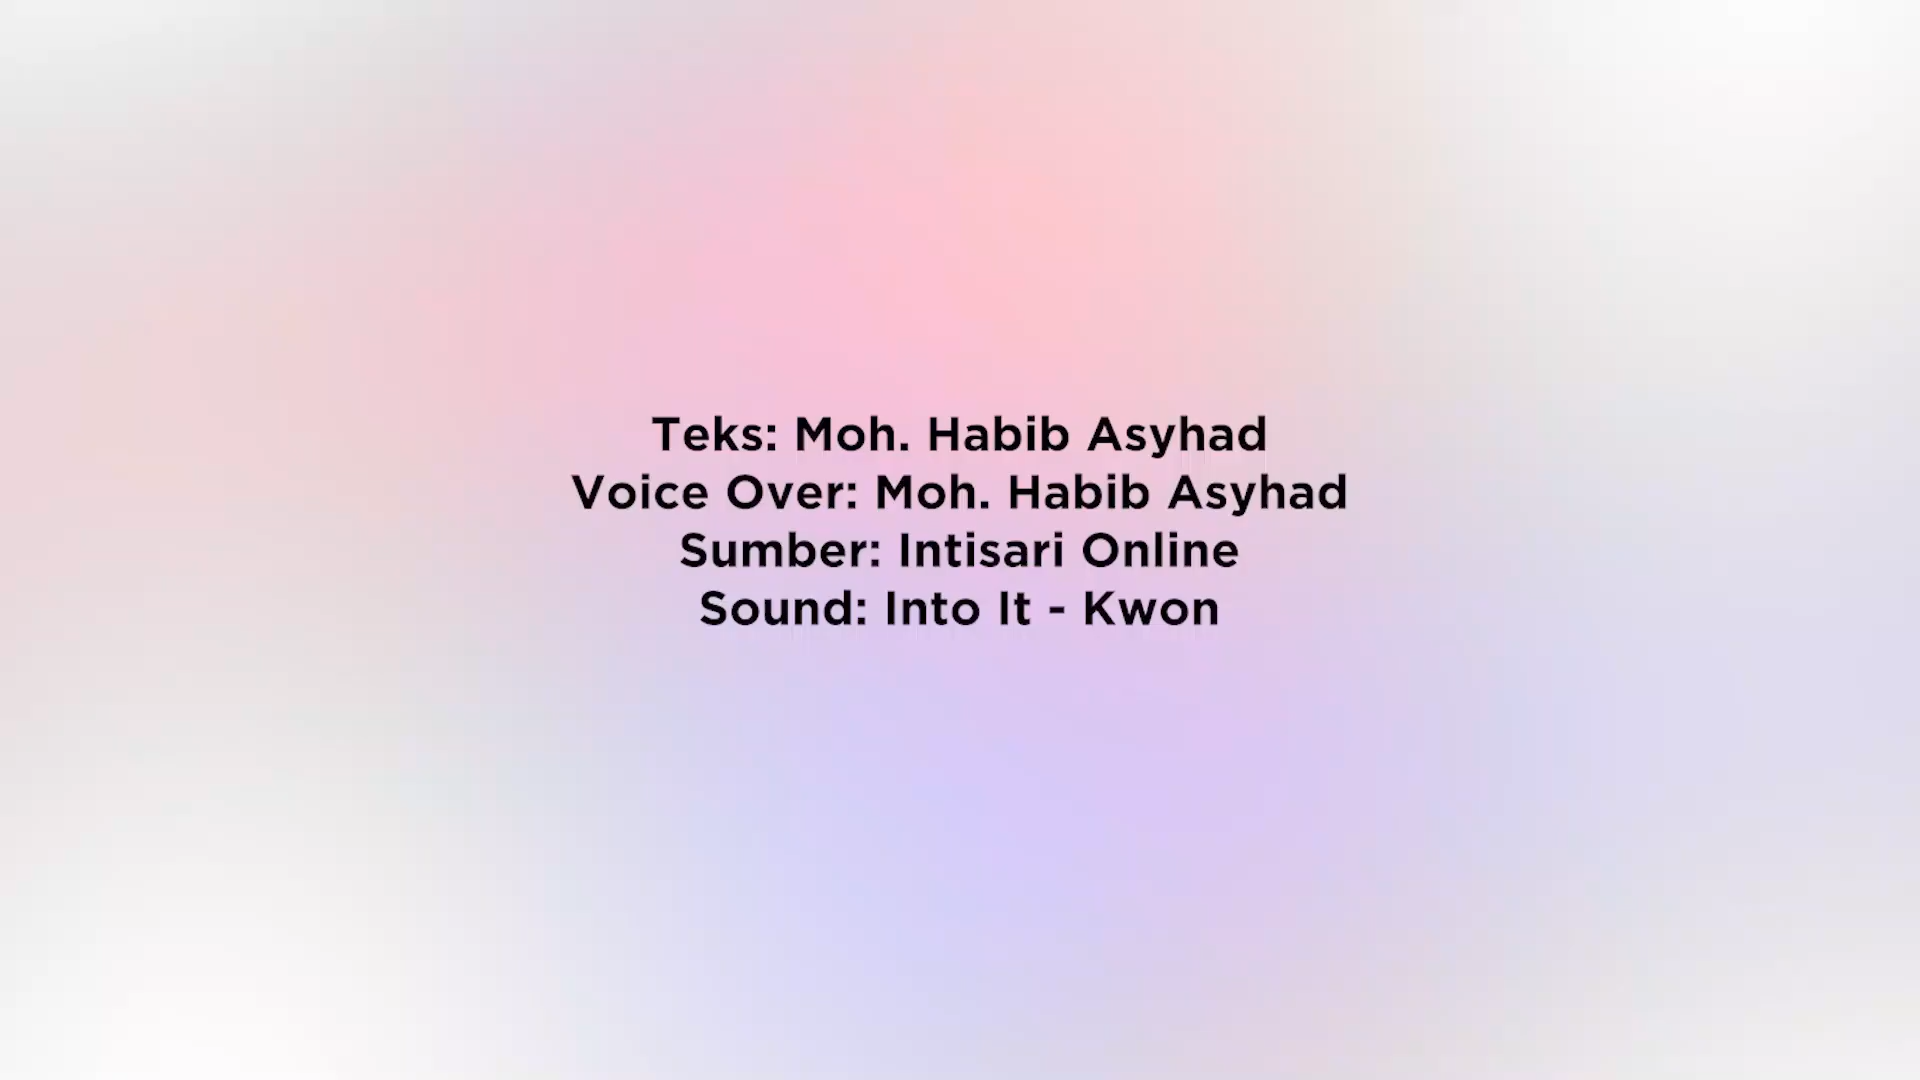 Teks: Moh. Habib Asyhad
Voice Over: Moh. Habib Asyhad
Sumber: Intisari Online
Sound: Into It - Kwon